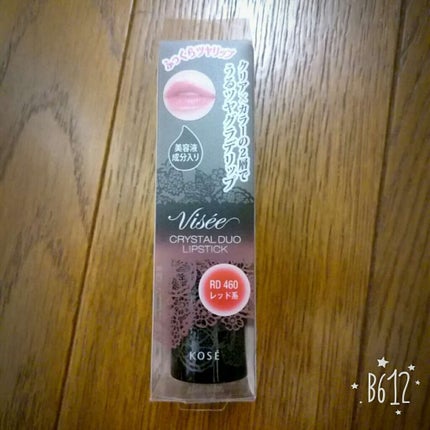 ふっくらツヤリップ
クリア×カラーの2層で
うるツヤグラデリップ
美容液
成分入り
Visée
CRYSTAL DUO
LIPSTICK
RD 460
レッド系
KOSÉ
B612